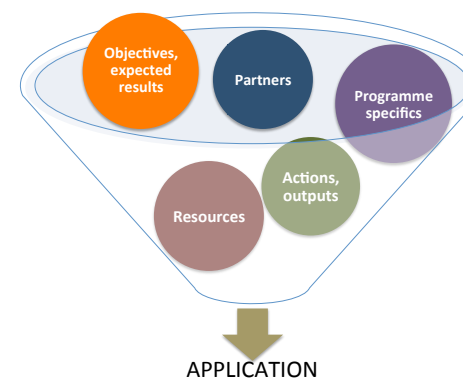 Objectives,
expected
results
Partners
Programme
specifics
Actions,
outputs
Resources
APPLICATION